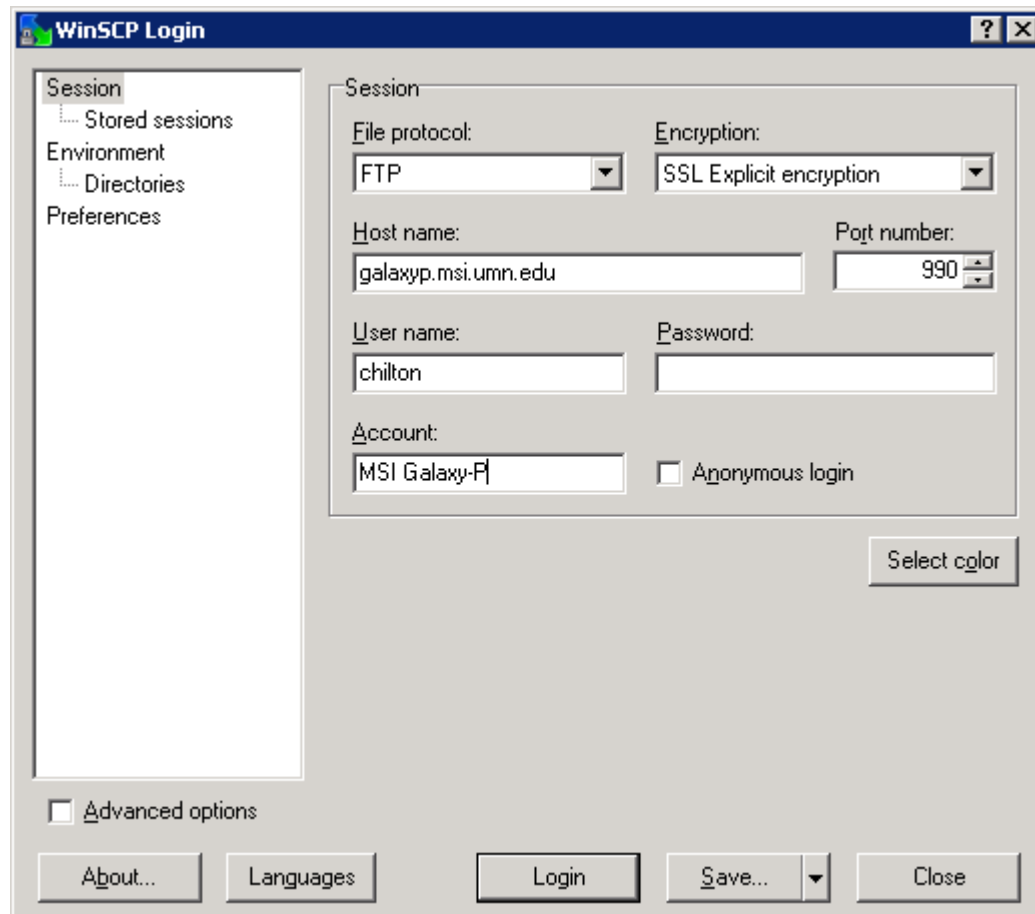 WinSCP Login
Session
Stored sessions
Environment
Directories
Preferences
Session
File protocol:
Encryption:
FTP
SSL Explicit encryption
Host name:
Port number:
galaxyp.msi.umn.edu
990
User name:
Password:
chilton
Account:
MSI Galaxy-P
Anonymous login
Select color
Advanced options
About...
Languages
Login
Save...
Close